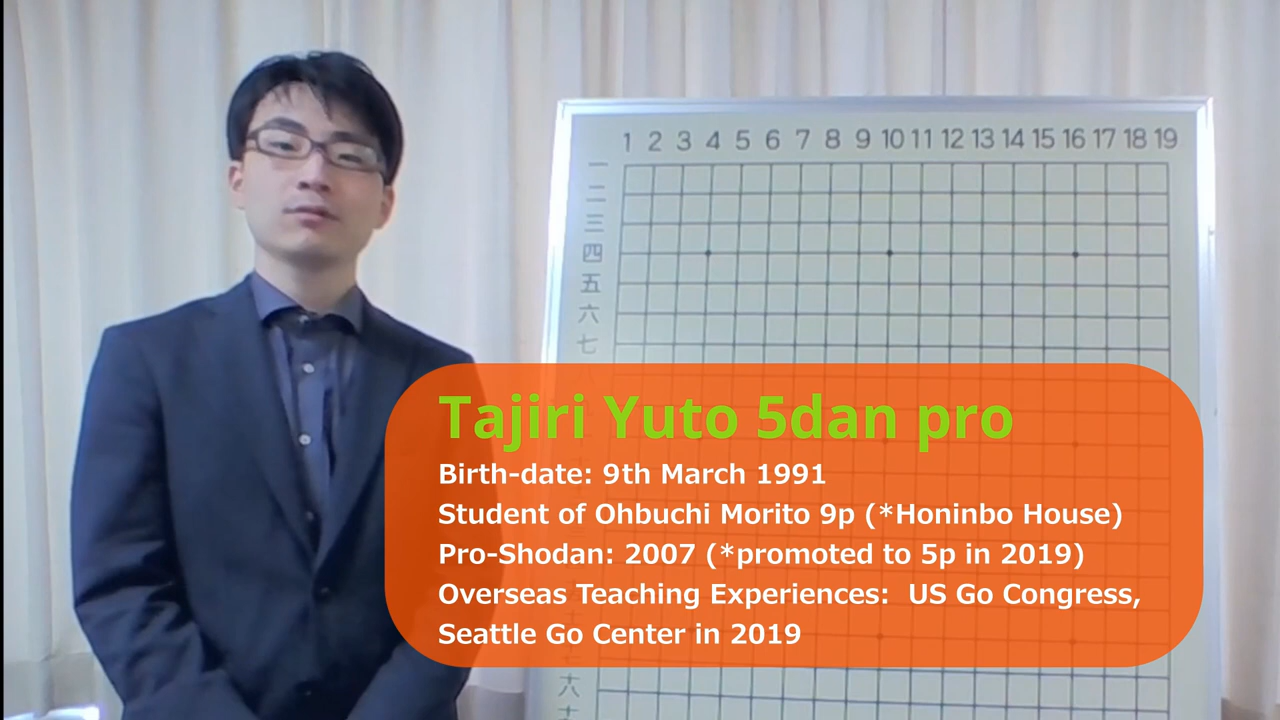 1 2 3 4 5 6 7 8 9 10 11 12 13 14 15 16 17 18 19
一
二
三
四
五
六
七
Tajiri Yuto 5dan pro
Birth-date: 9th March 1991
Student of Ohbuchi Morito 9p (*Honinbo House)
Pro-Shodan: 2007 (*promoted to 5p in 2019)
Overseas Teaching Experiences: US Go Congress,
Seattle Go Center in 2019
六